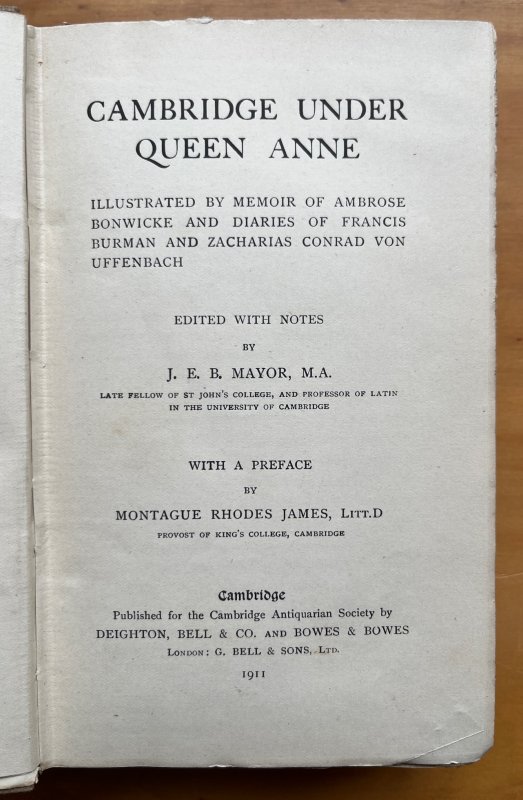 CAMBRIDGE UNDER
QUEEN ANNE
ILLUSTRATED BY MEMOIR OF AMBROSE
BONWICKE AND DIARIES OF FRANCIS
BURMAN AND ZACHARIAS CONRAD VON
UFFENBACH
EDITED WITH NOTES
BY
J. E. B. MAYOR, M.A.
LATE FELLOW OF ST JOHN'S COLLEGE, AND PROFESSOR OF LATIN
IN THE UNIVERSITY OF CAMBRIDGE
WITH A PREFACE
BY
MONTAGUE RHODES JAMES, LITT.D
PROVOST OF KING'S COLLEGE, CAMBRIDGE
Cambridge
Published for the Cambridge Antiquarian Society by
DEIGHTON, BELL & CO. AND BOWES & BOWES
LONDON: G. BELL & SONS, LTD.
1911